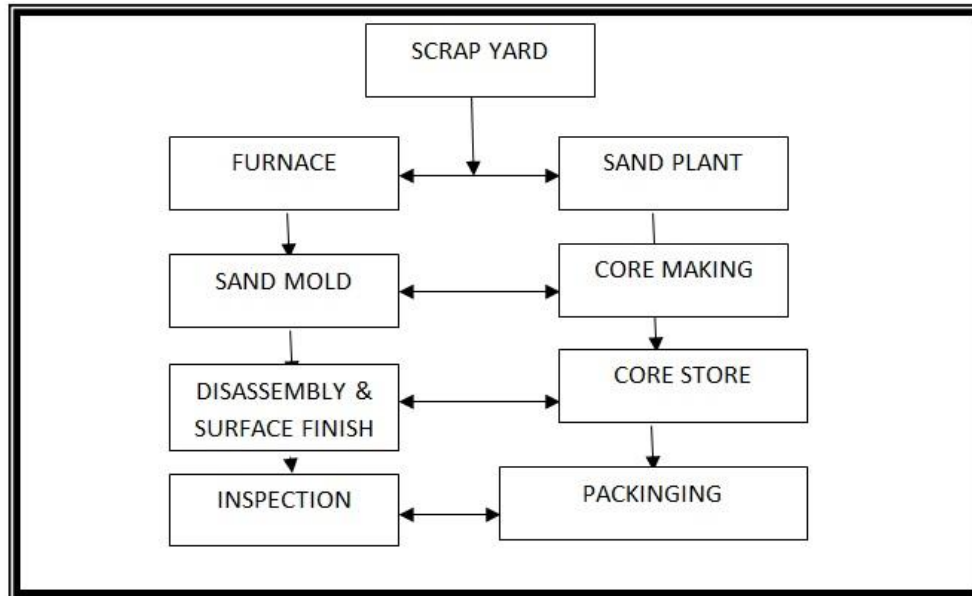 SCRAP YARD
FURNACE
SAND PLANT
SAND MOLD
CORE MAKING
DISASSEMBLY &
SURFACE FINISH
CORE STORE
INSPECTION
PACKINGING